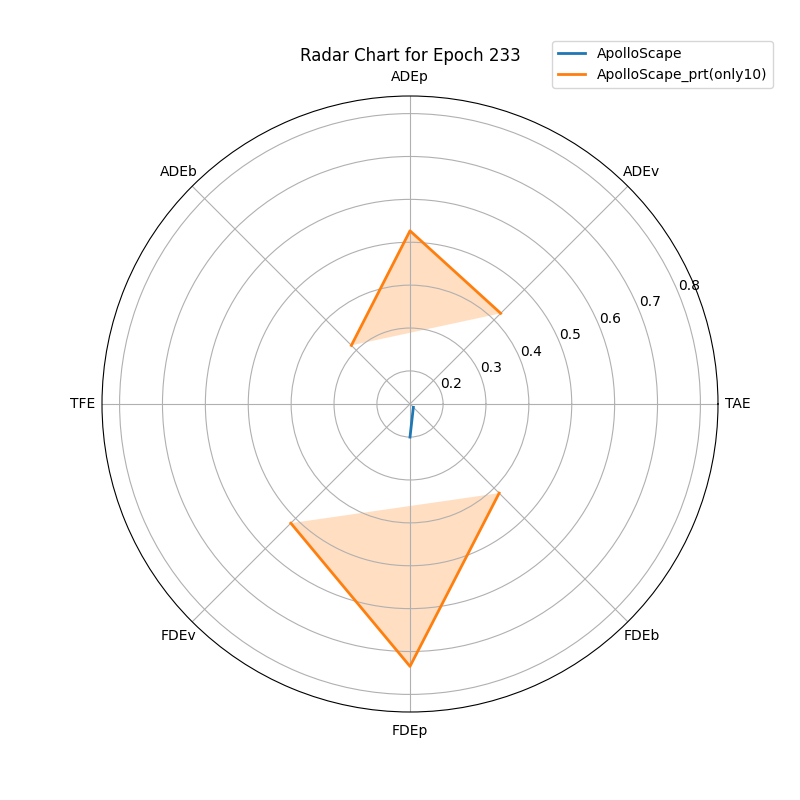 Radar Chart for Epoch 233
ApolloScape
ApolloScape_prt(only10)
ADEp
ADEb
ADEv
0.8
0.7
0.6
0.5
0.4
0.3
0.2
TFE
TAE
FDEv
FDEb
FDEp